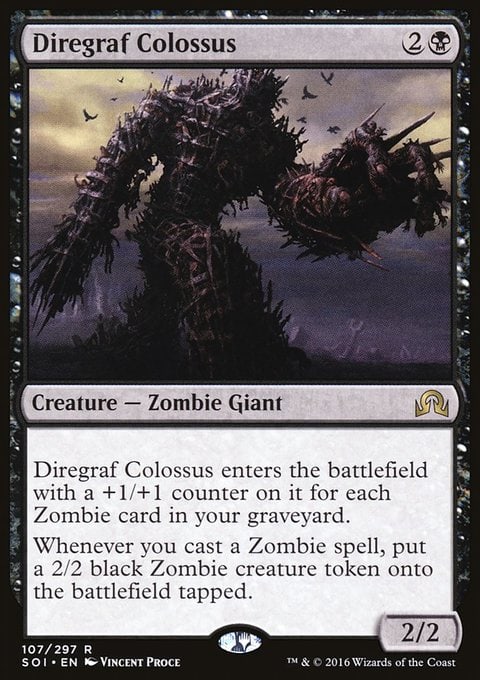 Diregraf Colossus 2
Creature — Zombie Giant
Diregraf Colossus enters the battlefield
with a +1/+1 counter on it for each
Zombie card in your graveyard.
Whenever you cast a Zombie spell, put
a 2/2 black Zombie creature token onto
the battlefield tapped.
2/2
107/297 R
SOI • EN Vincent Proce
™ & © 2016 Wizards of the Coast